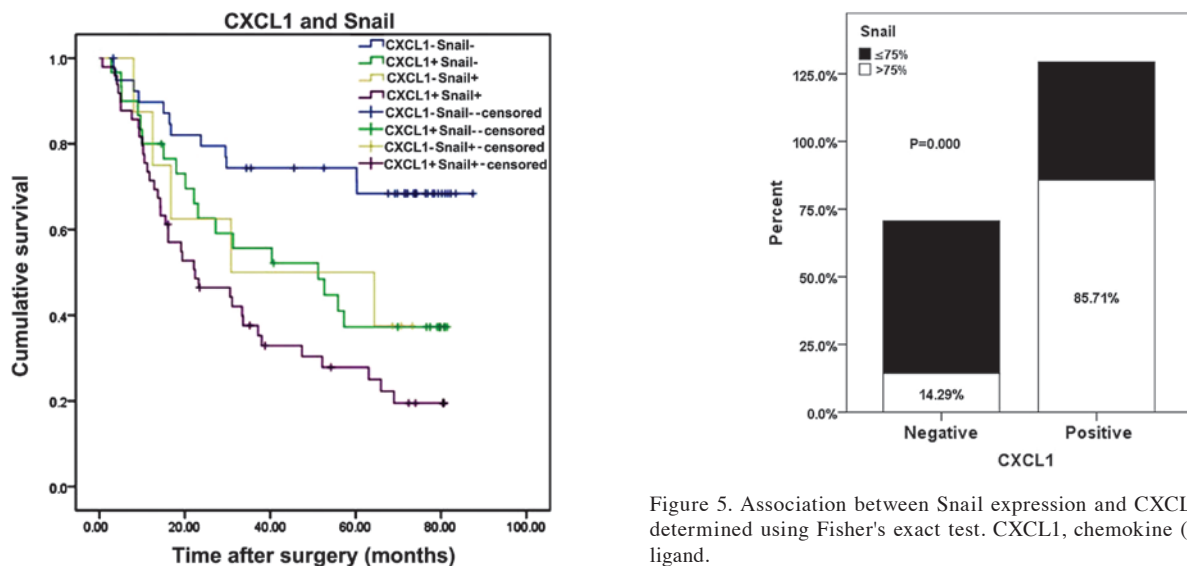 CXCL1 and Snail
CXCL1-Snail-
CXCL1+Snail-
CXCL1-Snail+
CXCL1+Snail+
CXCL1-Snail--censored
CXCL1+Snail--censored
CXCL1-Snail+-censored
CXCL1+Snail+-censored
1.0
0.8
0.6
0.4
0.2
0.0
Cumulative survival
0.00 20.00 40.00 60.00 80.00 100.00
Time after surgery (months)
Snail
≤75%
>75%
125.0%
100.0%
75.0%
50.0%
25.0%
0.0%
Percent
P=0.000
14.29%
85.71%
Negative Positive
CXCL1
Figure 5. Association between Snail expression and CXCL
determined using Fisher's exact test. CXCL1, chemokine (
ligand.